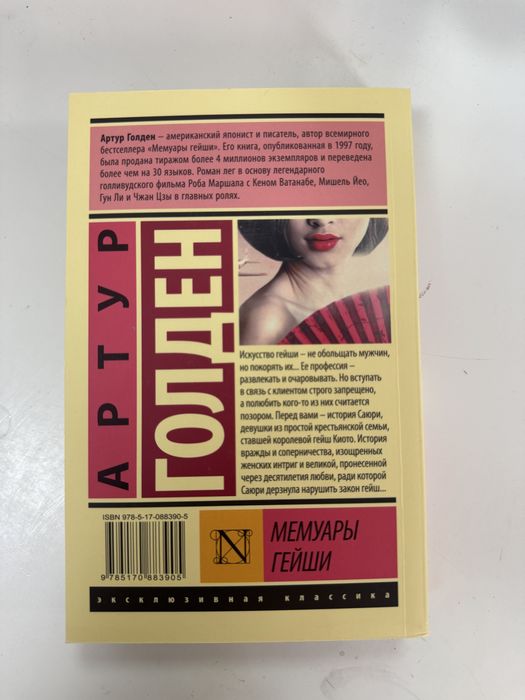 Артур Голден – американский японист и писатель, автор всемирного
бестселлера «Мемуары гейши». Его книга, опубликованная в 1997 году,
была продана тиражом более 4 миллионов экземпляров и переведена
более чем на 30 языков. Роман лег в основу легендарного
голливудского фильма Роба Маршала с Кеном Ватанабе, Мишель Йео,
Гун Ли и Чжан Цзы в главных ролях.
АРТУР
ГОЛДЕН
Искусство гейши – не обольщать мужчин,
но покорять их... Ее профессия –
развлекать и очаровывать. Но вступать
в связь с клиентом строго запрещено,
а полюбить кого-то из них считается
позором. Перед вами – история Саюри,
девушки из простой крестьянской семьи,
ставшей королевой гейш Киото. История
вражды и соперничества, изощренных
женских интриг и великой, пронесенной
через десятилетия любви, ради которой
Саюри дерзнула нарушить закон гейш...
ISBN 978-5-17-088390-5
9 785170 883905
N
МЕМУАРЫ
ГЕЙШИ
эксклюзивная классика